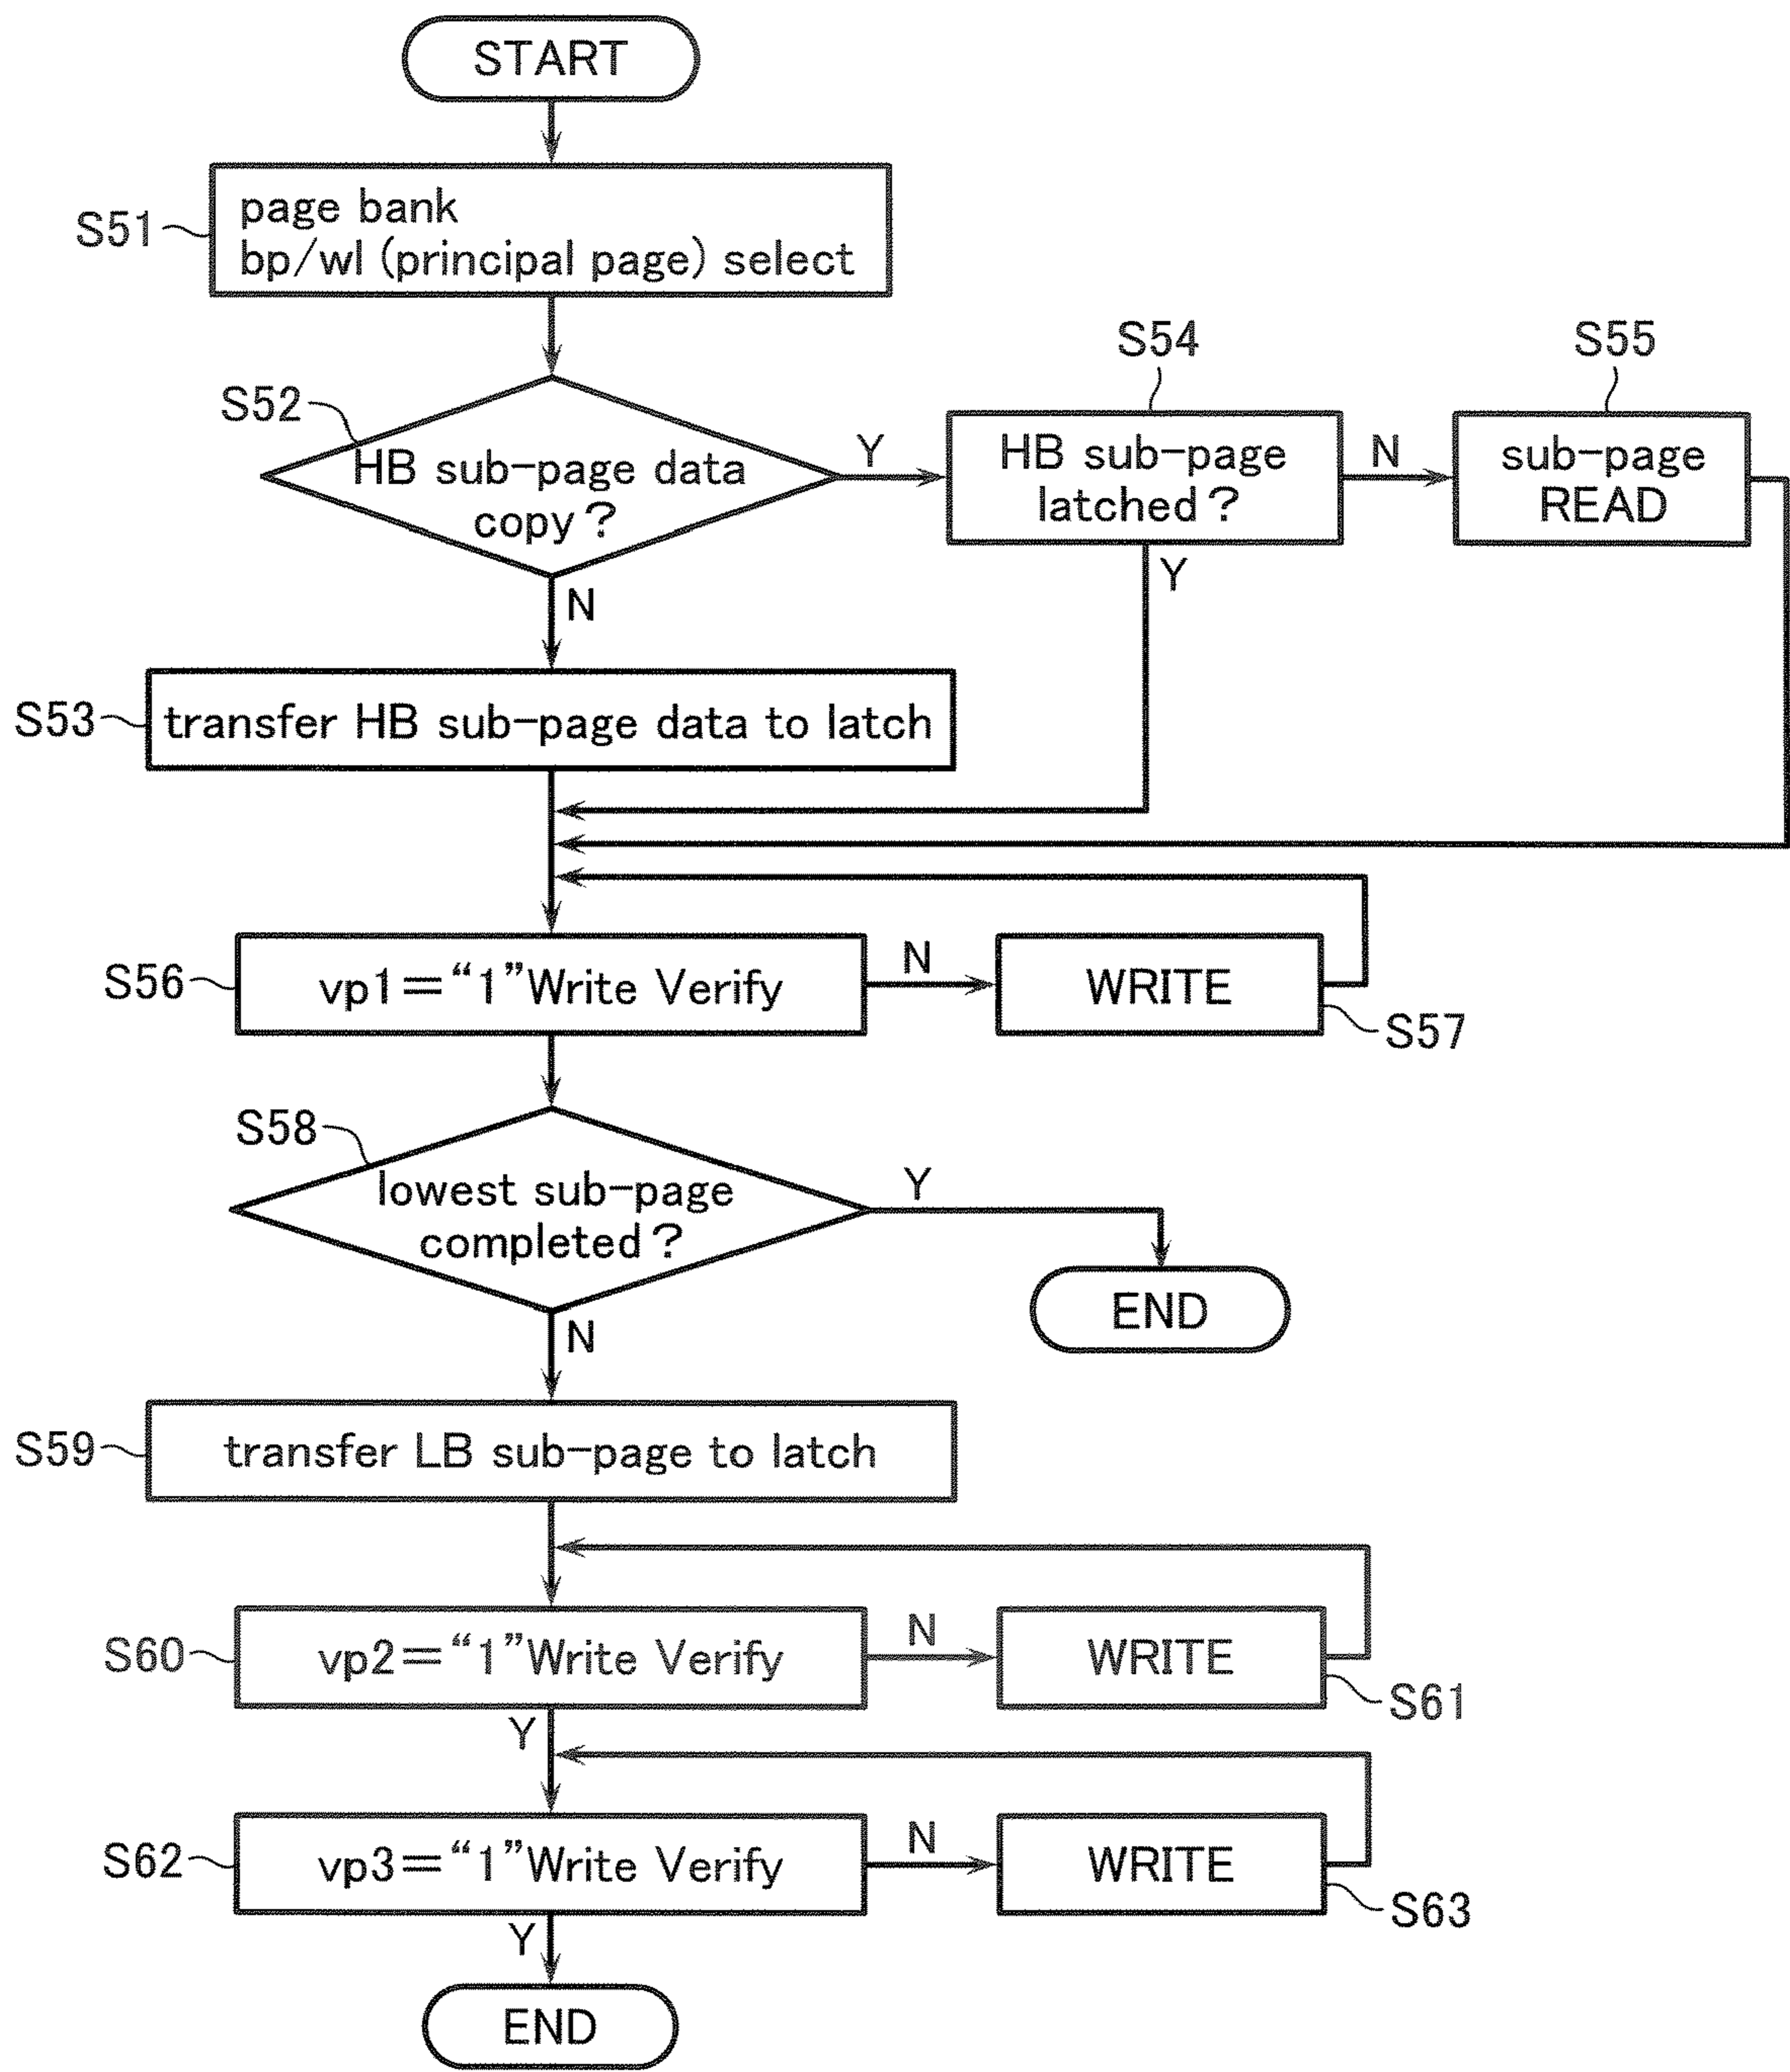 START
S51
page bank
bp/wl (principal page) select
S52
HB sub-page data
copy?
Y
N
S54
HB sub-page
latched?
N
Y
S55
sub-page
READ
S53
transfer HB sub-page data to latch
S56
vp1="1"Write Verify
N
WRITE
S57
S58
lowest sub-page
completed?
Y
END
N
S59
transfer LB sub-page to latch
S60
vp2=“1”Write Verify
N
WRITE
S61
Y
S62
vp3=“1”Write Verify
N
WRITE
S63
Y
END